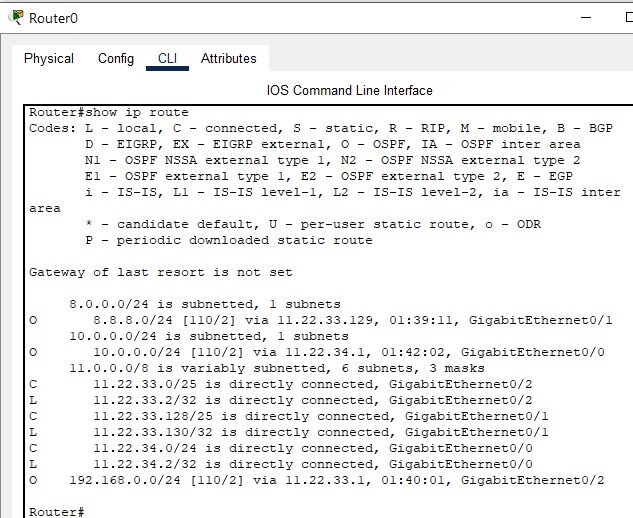 Router0
Physical Config CLI Attributes
IOS Command Line Interface
Router#show ip route
Codes: L - local, C - connected, S - static, R - RIP, M - mobile, B - BGP
D - EIGRP, EX - EIGRP external, O - OSPF, IA - OSPF inter area
N1 - OSPF NSSA external type 1, N2 - OSPF NSSA external type 2
E1 - OSPF external type 1, E2 - OSPF external type 2, E - EGP
i - IS-IS, L1 - IS-IS level-1, L2 - IS-IS level-2, ia - IS-IS inter
area
* - candidate default, U - per-user static route, o - ODR
P - periodic downloaded static route
Gateway of last resort is not set
8.0.0.0/24 is subnetted, 1 subnets
O 8.8.8.0/24 [110/2] via 11.22.33.129, 01:39:11, GigabitEthernet0/1
10.0.0.0/24 is subnetted, 1 subnets
O 10.0.0.0/24 [110/2] via 11.22.34.1, 01:42:02, GigabitEthernet0/0
11.0.0.0/8 is variably subnetted, 6 subnets, 3 masks
C 11.22.33.0/25 is directly connected, GigabitEthernet0/2
L 11.22.33.2/32 is directly connected, GigabitEthernet0/2
C 11.22.33.128/25 is directly connected, GigabitEthernet0/1
L 11.22.33.130/32 is directly connected, GigabitEthernet0/1
C 11.22.34.0/24 is directly connected, GigabitEthernet0/0
L 11.22.34.2/32 is directly connected, GigabitEthernet0/0
O 192.168.0.0/24 [110/2] via 11.22.33.1, 01:40:01, GigabitEthernet0/2
Router#